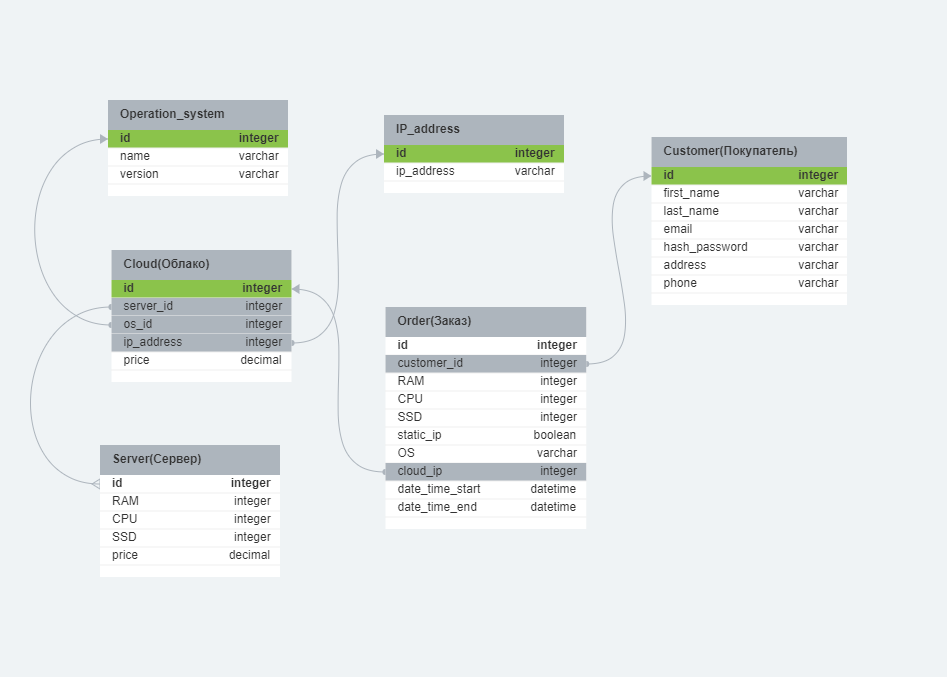 Operation_system
id integer
name varchar
version varchar
IP_address
id integer
ip_address varchar
Customer(Покупатель)
id integer
first_name varchar
last_name varchar
email varchar
hash_password varchar
address varchar
phone varchar
Cloud(Облако)
id integer
server_id integer
os_id integer
ip_address integer
price decimal
Order(Заказ)
id integer
customer_id integer
RAM integer
CPU integer
SSD integer
static_ip boolean
OS varchar
cloud_ip integer
date_time_start datetime
date_time_end datetime
Server(Сервер)
id integer
RAM integer
CPU integer
SSD integer
price decimal